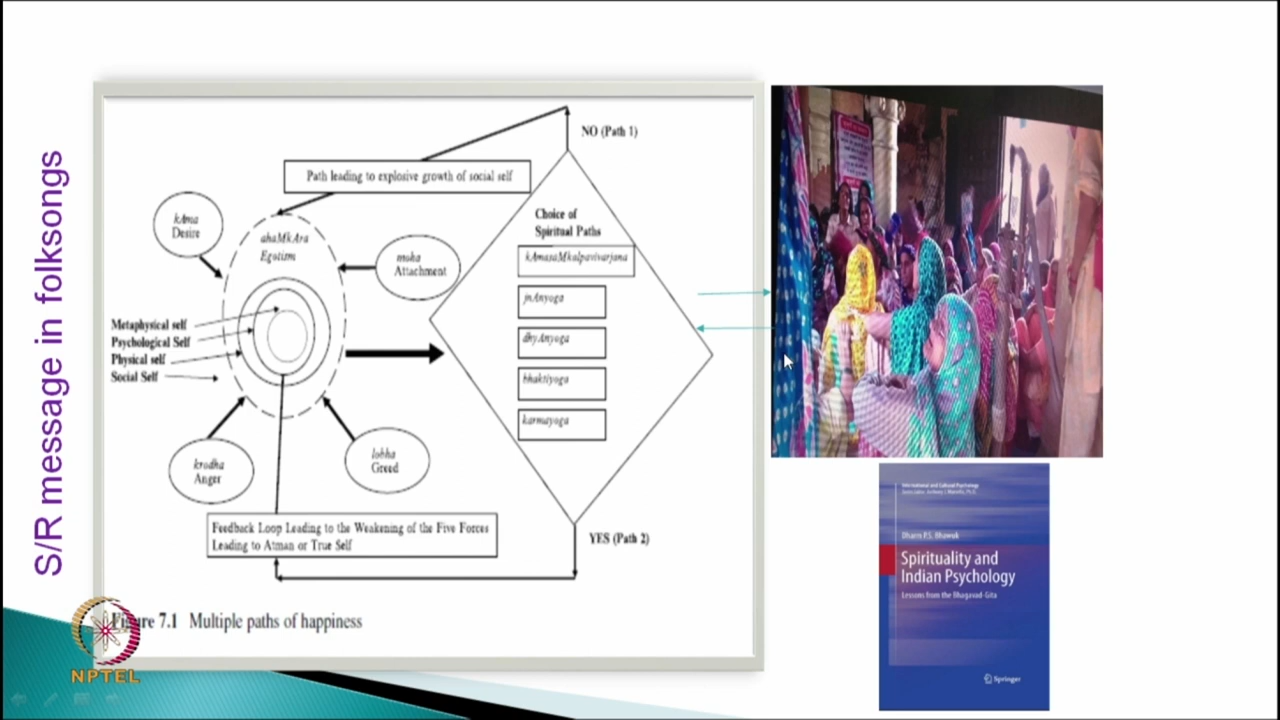 S/R message in folksongs
NO (Path 1)
Path leading to explosive growth of social self
kAma
Desire
ahaMkAra
Egotism
moha
Attachment
Choice of
Spiritual Paths
kAmasaMkalpavivarjana
jnAnyoga
dhyAnyoga
bhaktiyoga
karmayoga
Metaphysical self
Psychological Self
Physical self
Social Self
krodha
Anger
lobha
Greed
Feedback Loop Leading to the Weakening of the Five Forces
Leading to Atman or True Self
YES (Path 2)
Figure 7.1 Multiple paths of happiness
NPTEL
International and Cultural Psychology
Dharm P.S. Bhawuk
Spirituality and
Indian Psychology
Lessons from the Bhagavad-Gita
Springer